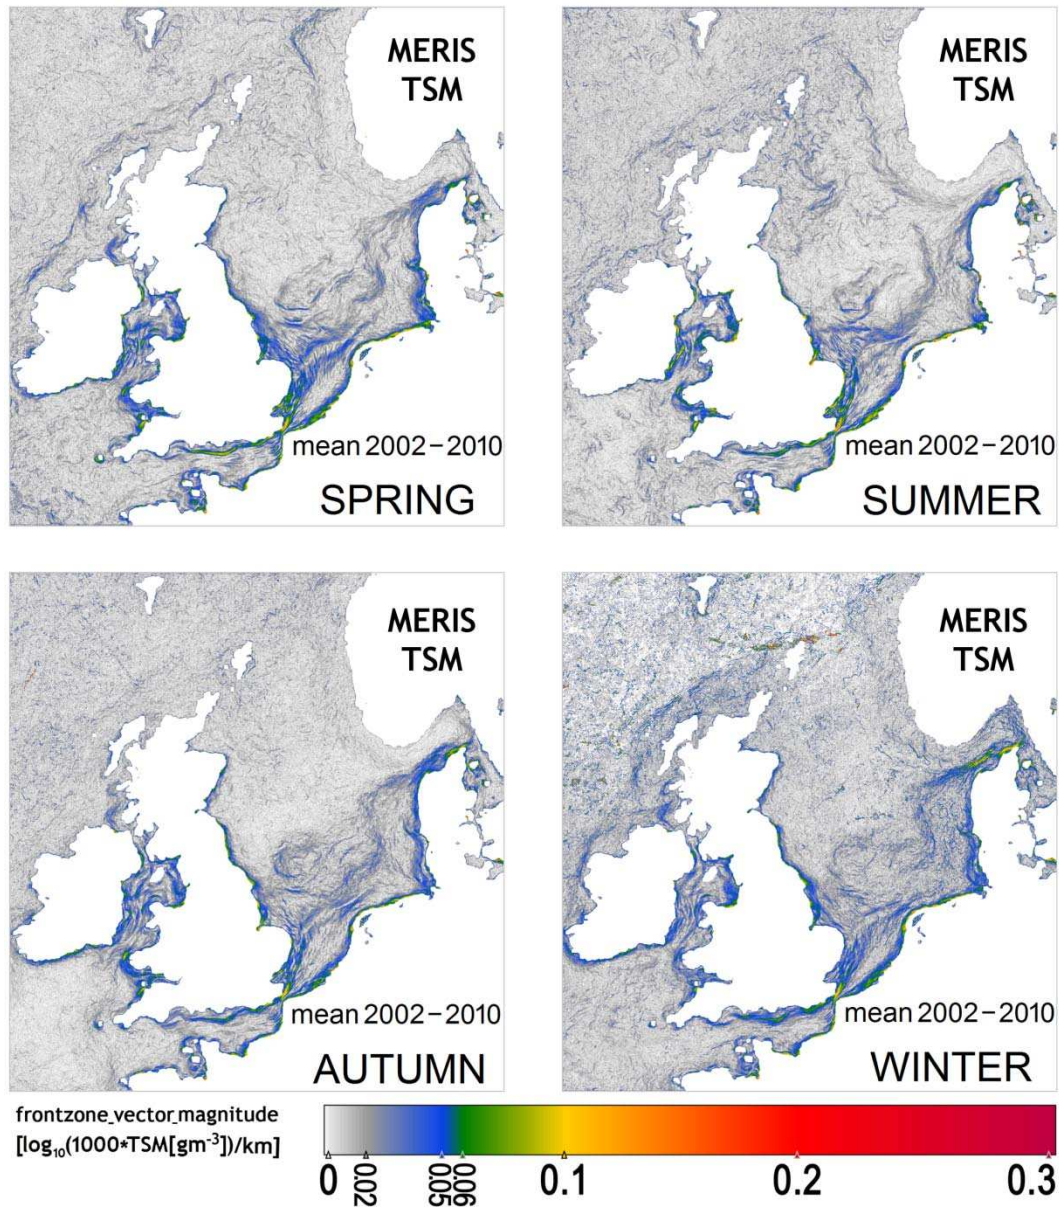 MERIS
TSM
mean 2002–2010
SPRING
MERIS
TSM
mean 2002–2010
SUMMER
MERIS
TSM
mean 2002–2010
AUTUMN
MERIS
TSM
mean 2002–2010
WINTER
frontzone_vector_magnitude
[log₁₀(1000*TSM[gm⁻³])/km]
0 0.02 0.05 0.06 0.1 0.2 0.3